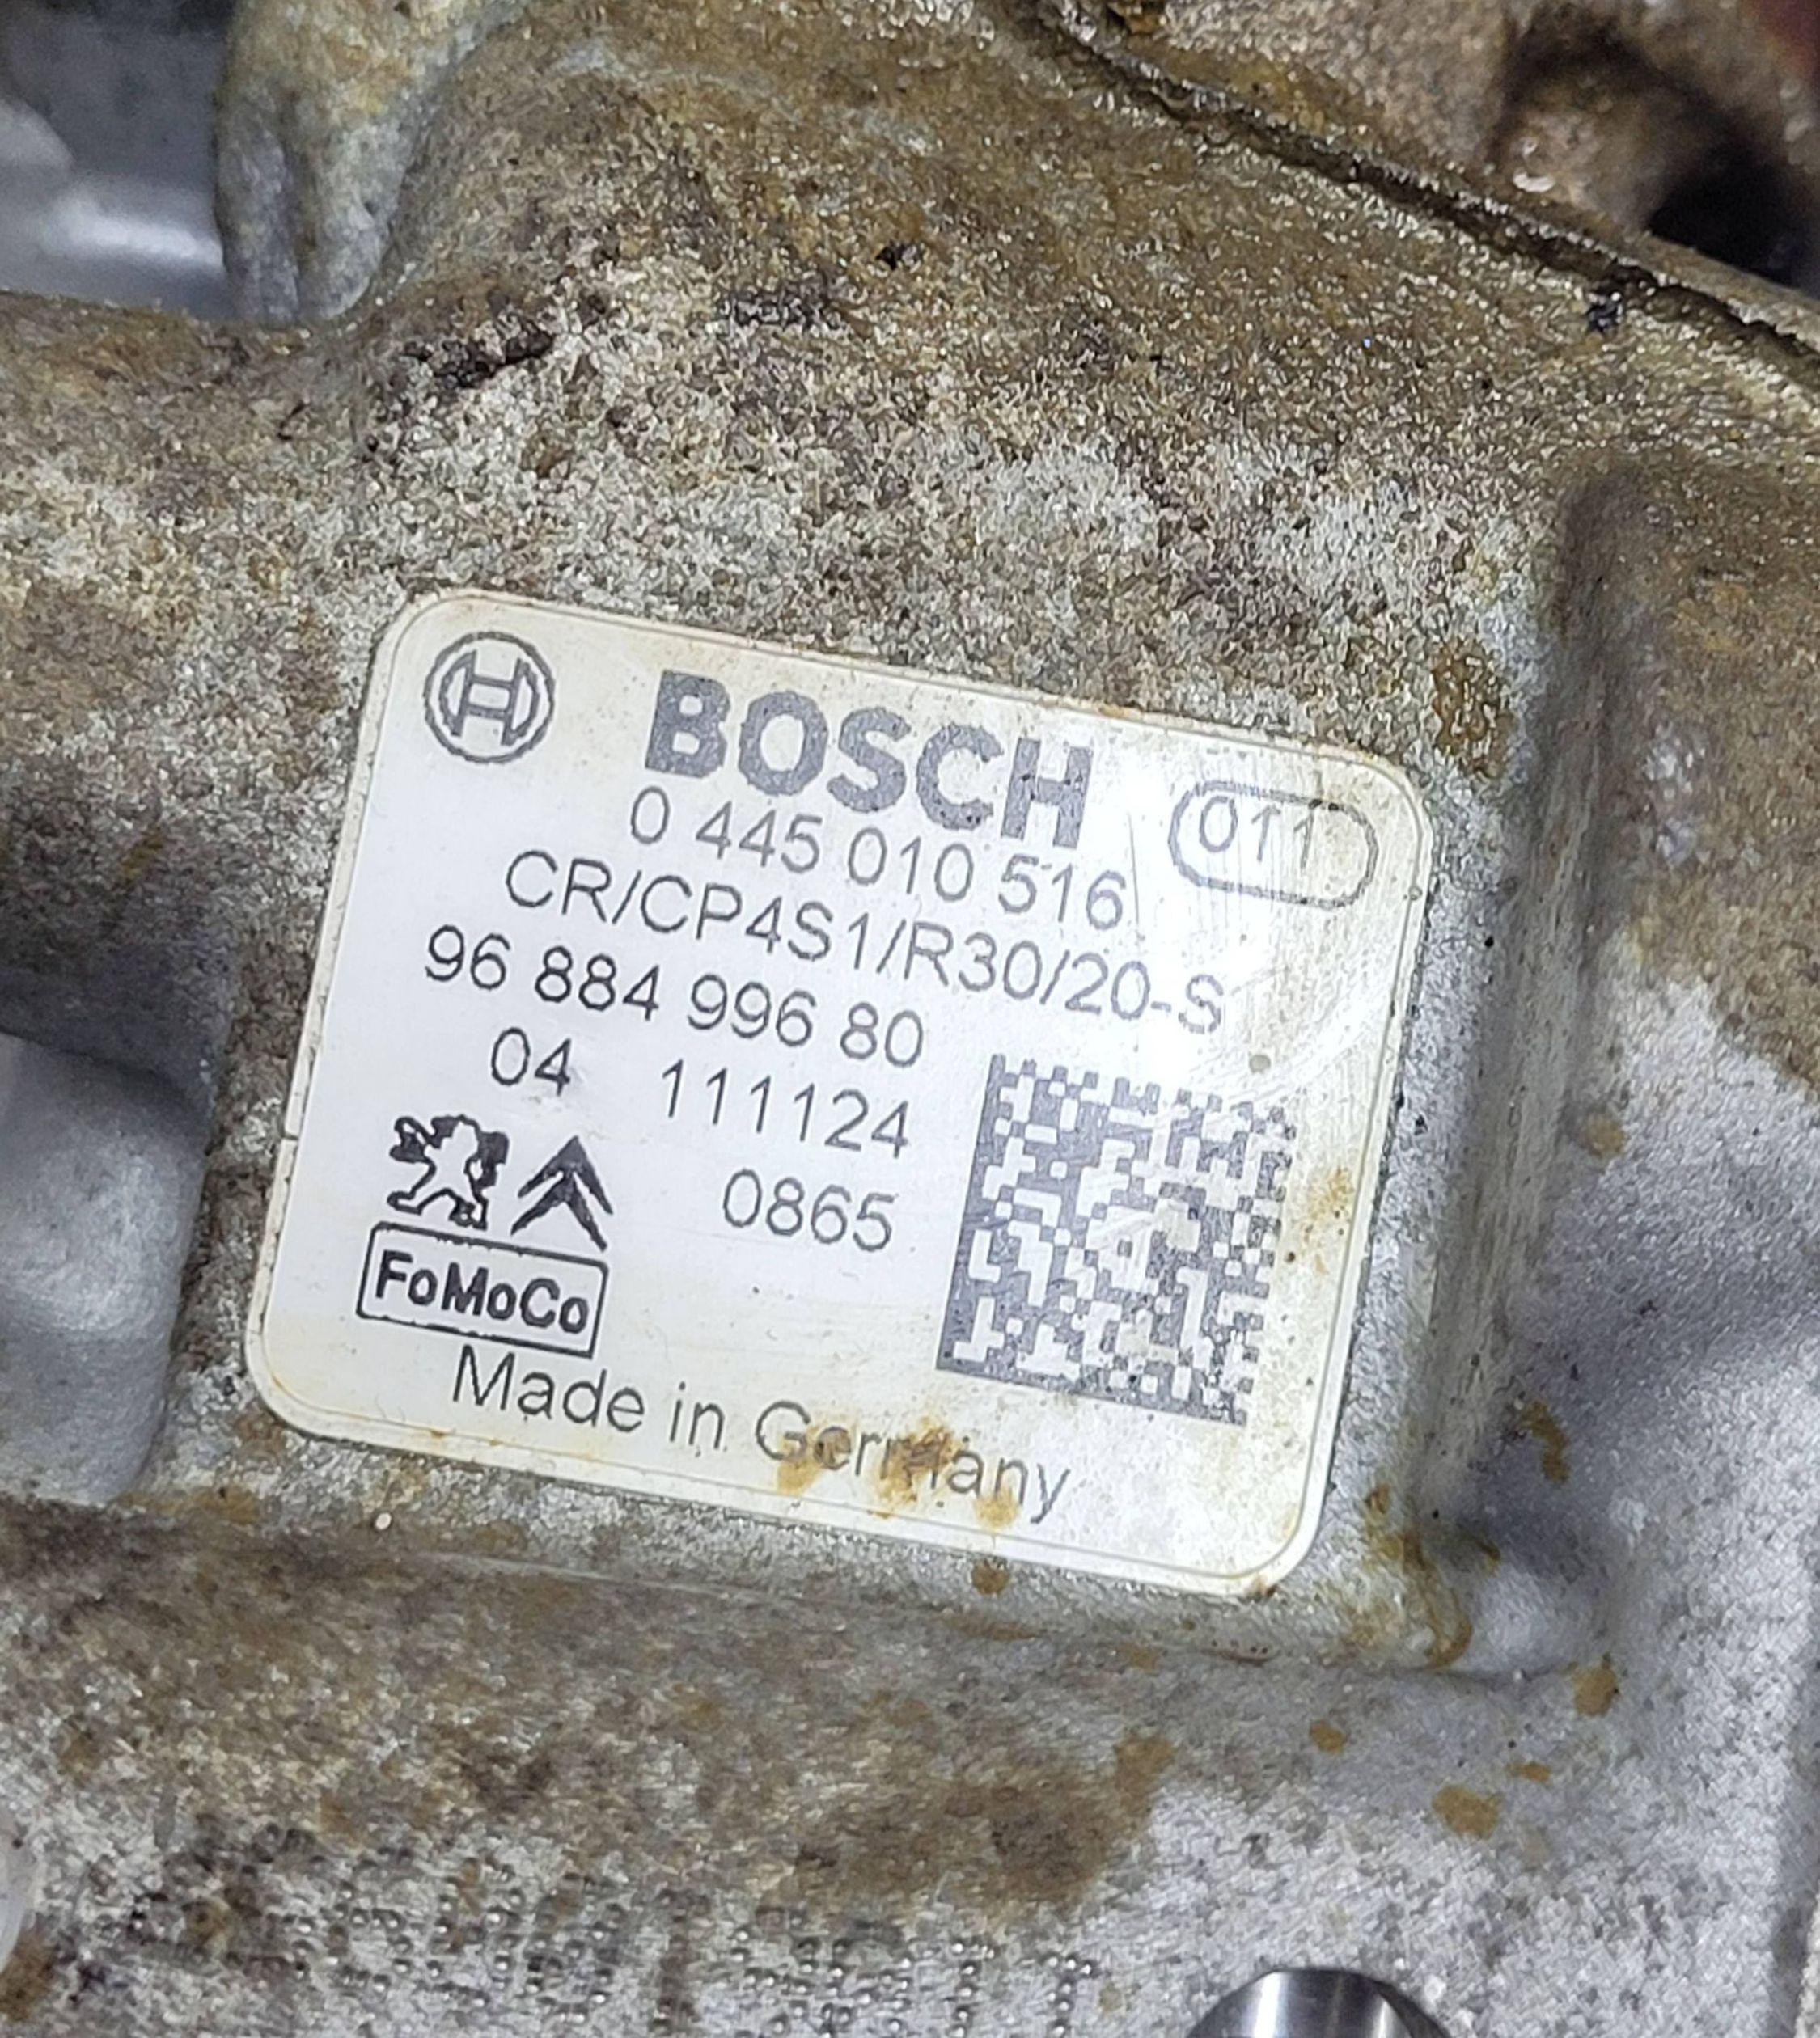 BOSCH
011
0 445 010 516
CR/CP4S1/R30/20-S
96 884 996 80
04 111124
0865
FoMoCo
Made in Germany